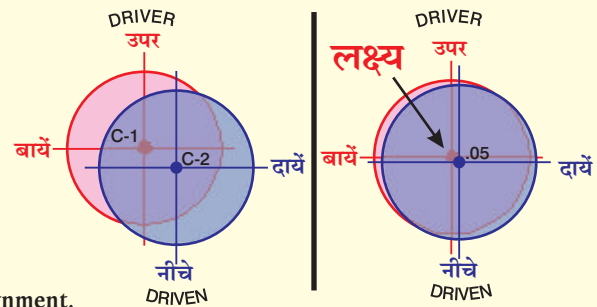 DRIVER
उपर
C-1
बायें
C-2
दायें
नीचे
DRIVEN
DRIVER
लक्ष्य
उपर
बायें
.05
दायें
नीचे
DRIVEN